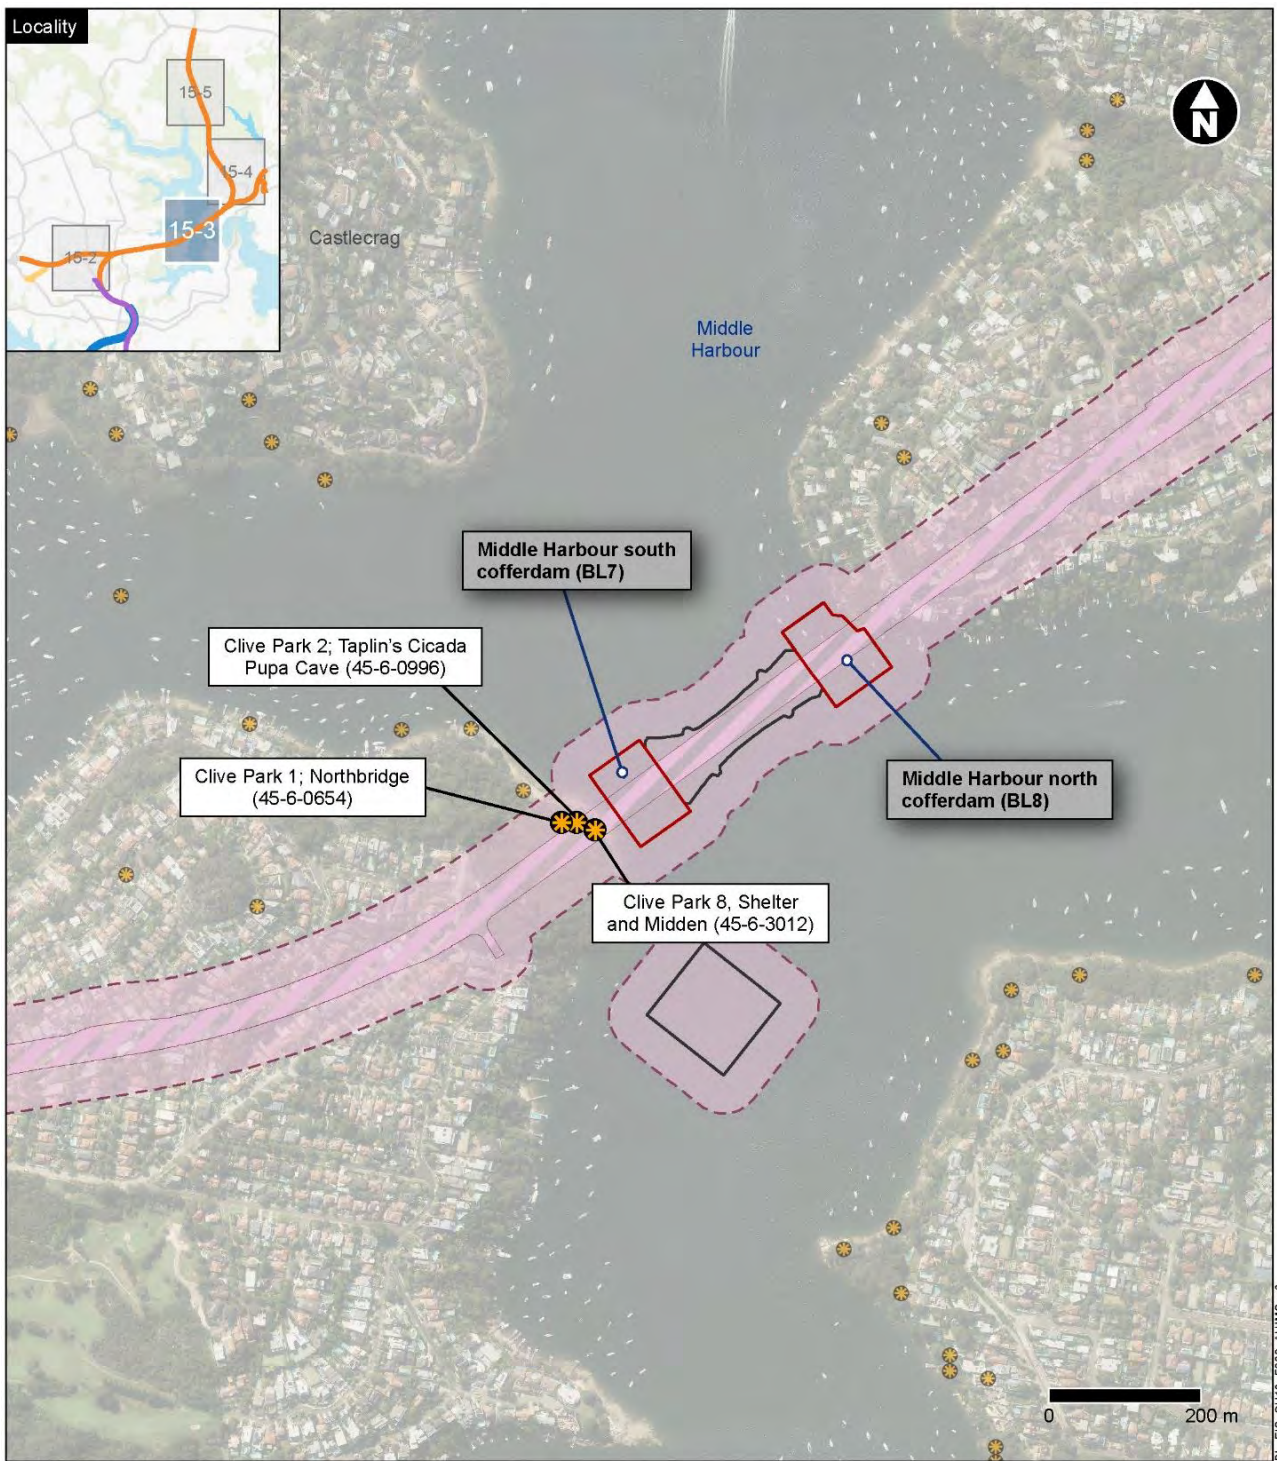 Locality
15-5
15-4
15-3
15-2
N
Castlecrag
Middle
Harbour
Middle Harbour south
cofferdam (BL7)
Clive Park 2; Taplin's Cicada
Pupa Cave (45-6-0996)
Clive Park 1; Northbridge
(45-6-0654)
Middle Harbour north
cofferdam (BL8)
Clive Park 8, Shelter
and Midden (45-6-3012)
0 200 m